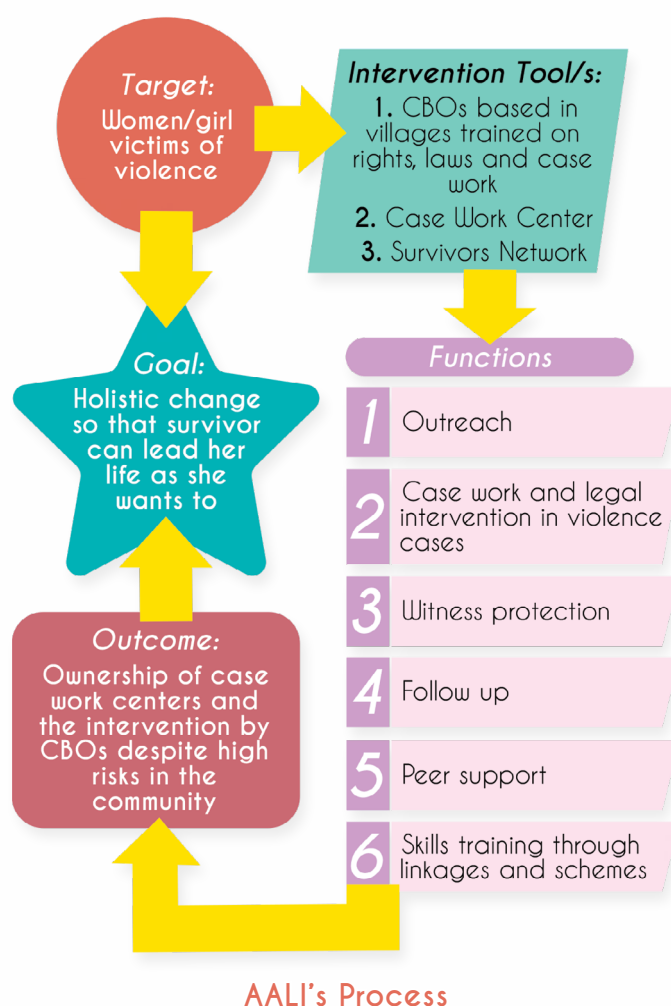 Target:
Women/girl
victims of
violence
Intervention Tool/s:
1. CBOs based in
villages trained on
rights, laws and case
work
2. Case Work Center
3. Survivors Network
Goal:
Holistic change
so that survivor
can lead her
life as she
wants to
Functions
1 Outreach
2 Case work and legal
intervention in violence
cases
3 Witness protection
4 Follow up
5 Peer support
6 Skills training through
linkages and schemes
Outcome:
Ownership of case
work centers and
the intervention by
CBOs despite high
risks in the
community
AALI's Process